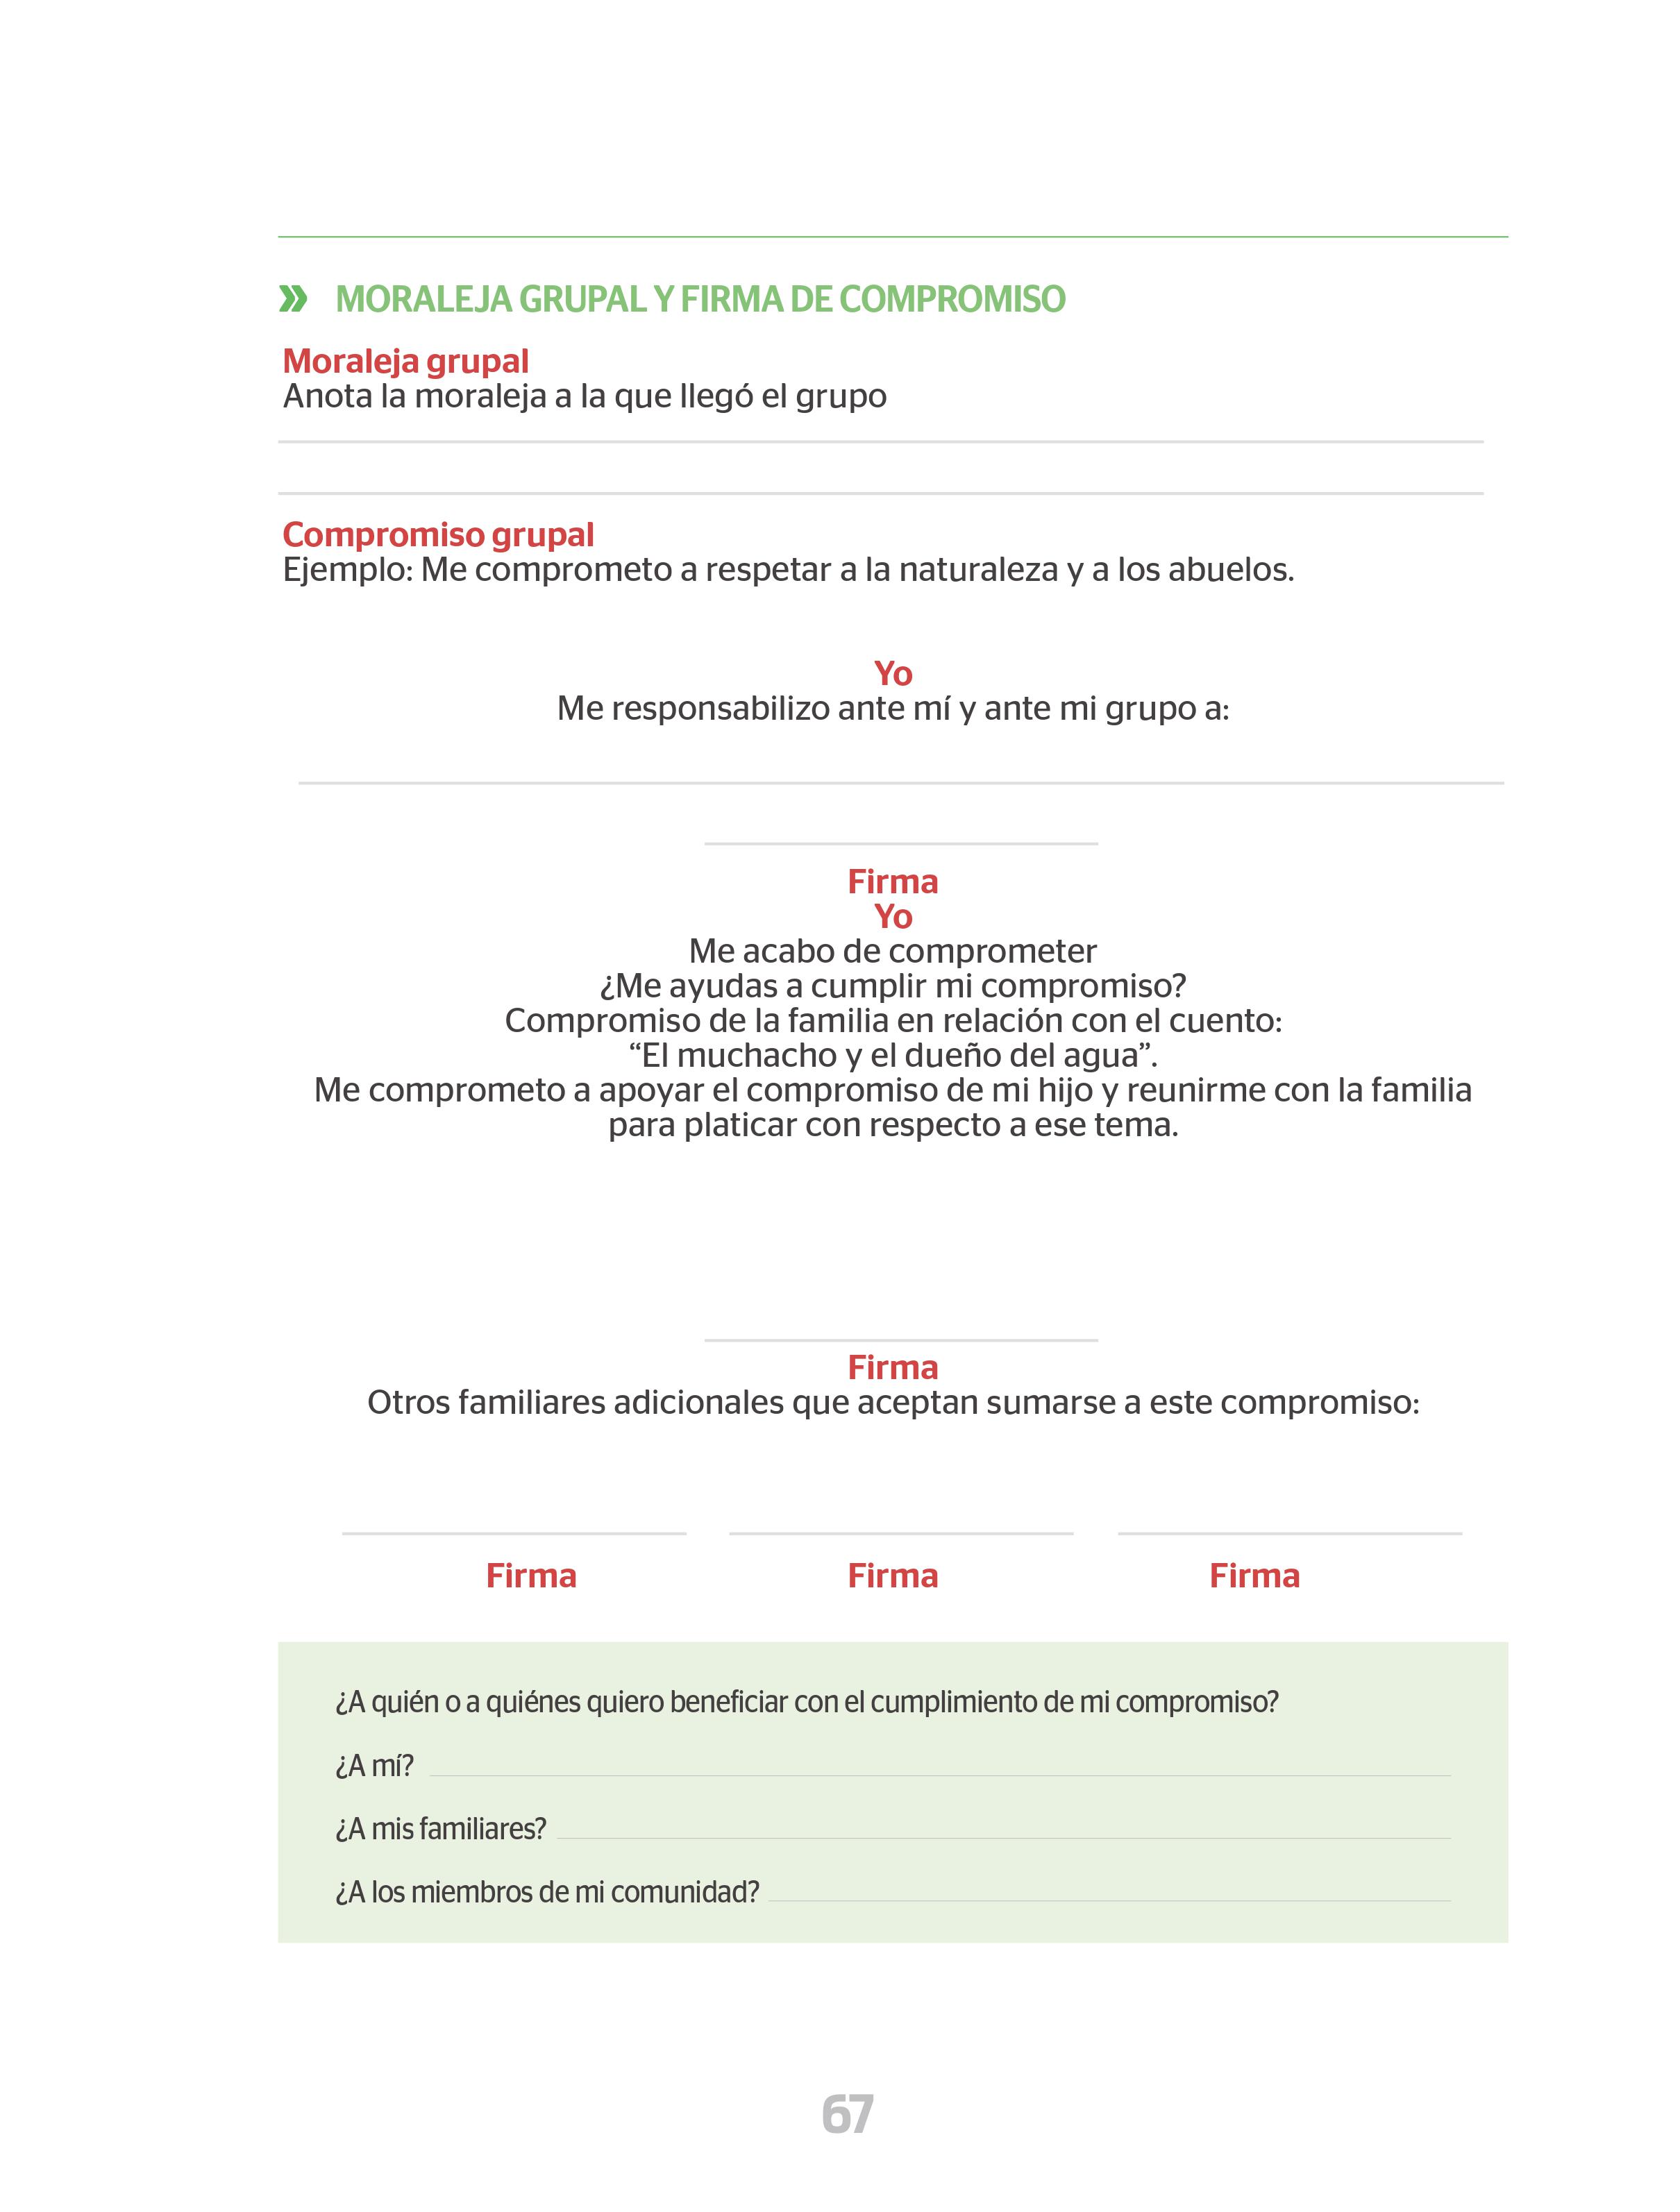 » MORALEJA GRUPAL Y FIRMA DE COMPROMISO
Moraleja grupal
Anota la moraleja a la que llegó el grupo
Compromiso grupal
Ejemplo: Me comprometo a respetar a la naturaleza y a los abuelos.
Yo
Me responsabilizo ante mí y ante mi grupo a:
Firma
Yo
Me acabo de comprometer
¿Me ayudas a cumplir mi compromiso?
Compromiso de la familia en relación con el cuento:
“El muchacho y el dueño del agua”.
Me comprometo a apoyar el compromiso de mi hijo y reunirme con la familia
para platicar con respecto a ese tema.
Firma
Otros familiares adicionales que aceptan sumarse a este compromiso:
Firma Firma Firma
¿A quién o a quiénes quiero beneficiar con el cumplimiento de mi compromiso?
¿A mí?
¿A mis familiares?
¿A los miembros de mi comunidad?
67